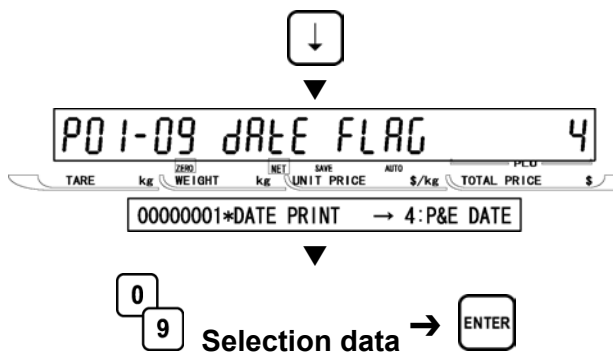 ↓
▼
P01-09 dAtE FLAG 4
ZERO NET SAVE AUTO PLU
TARE kg WEIGHT kg UNIT PRICE $/kg TOTAL PRICE $
00000001*DATE PRINT → 4:P&E DATE
▼
0
9 Selection data → ENTER